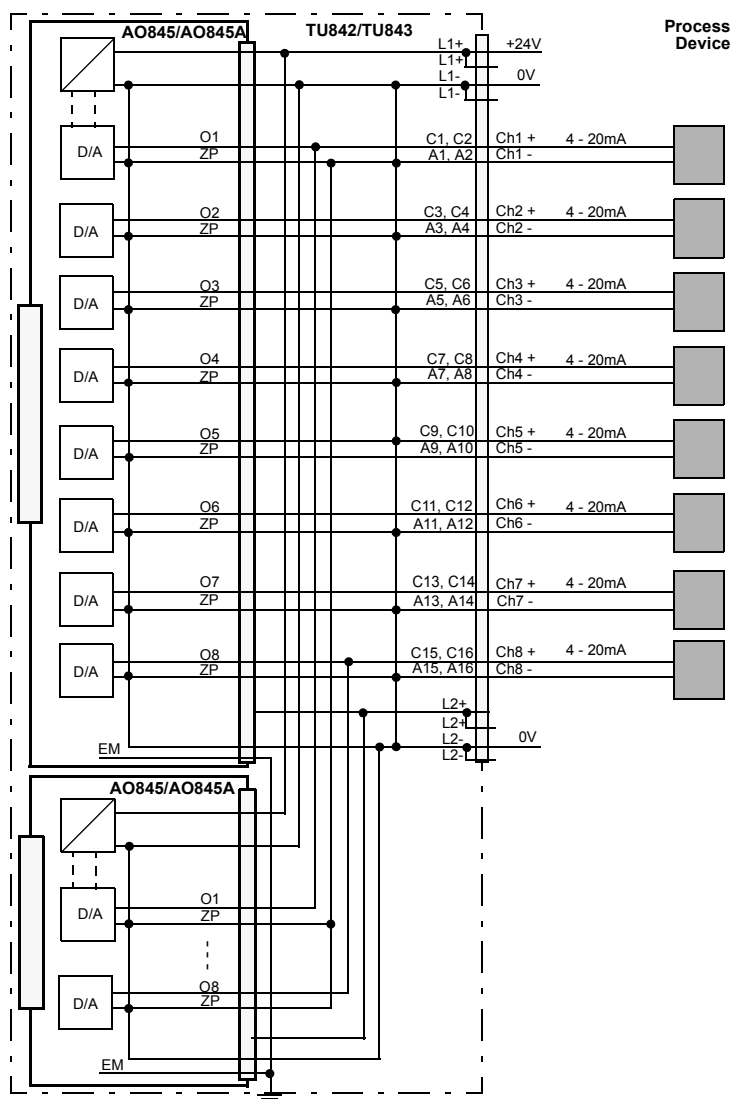 AO845/AO845A TU842/TU843 Process
Device
L1+ +24V
L1+
L1- 0V
L1-
D/A O1 C1, C2 Ch1 + 4 - 20mA
ZP A1, A2 Ch1 -
D/A O2 C3, C4 Ch2 + 4 - 20mA
ZP A3, A4 Ch2 -
D/A O3 C5, C6 Ch3 + 4 - 20mA
ZP A5, A6 Ch3 -
D/A O4 C7, C8 Ch4 + 4 - 20mA
ZP A7, A8 Ch4 -
D/A O5 C9, C10 Ch5 + 4 - 20mA
ZP A9, A10 Ch5 -
D/A O6 C11, C12 Ch6 + 4 - 20mA
ZP A11, A12 Ch6 -
D/A O7 C13, C14 Ch7 + 4 - 20mA
ZP A13, A14 Ch7 -
D/A O8 C15, C16 Ch8 + 4 - 20mA
ZP A15, A16 Ch8 -
L2+
L2+
L2- 0V
L2-
EM
AO845/AO845A
D/A O1
ZP
D/A O8
ZP
EM